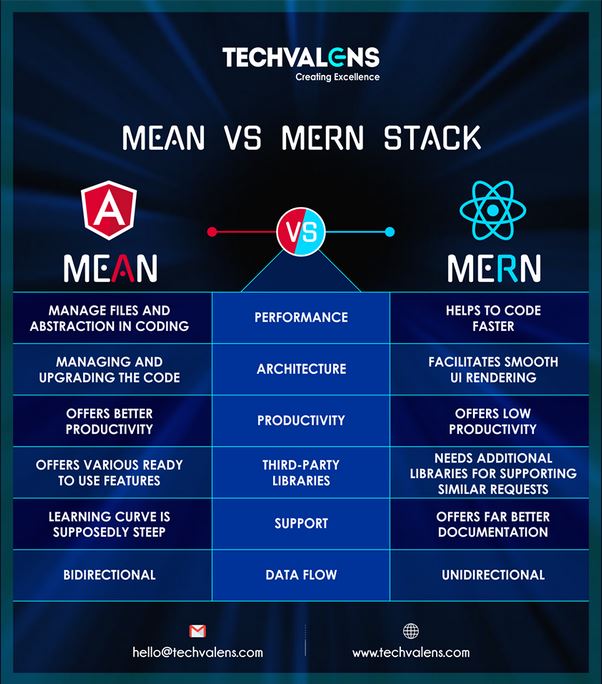 TECHVALENS
Creating Excellence
MEAN VS MERN STACK
A
VS
MEAN
MERN
MANAGE FILES AND
ABSTRACTION IN CODING
PERFORMANCE
HELPS TO CODE
FASTER
MANAGING AND
UPGRADING THE CODE
ARCHITECTURE
FACILITATES SMOOTH
UI RENDERING
OFFERS BETTER
PRODUCTIVITY
PRODUCTIVITY
OFFERS LOW
PRODUCTIVITY
OFFERS VARIOUS READY
TO USE FEATURES
THIRD-PARTY
LIBRARIES
NEEDS ADDITIONAL
LIBRARIES FOR SUPPORTING
SIMILAR REQUESTS
LEARNING CURVE IS
SUPPOSEDLY STEEP
SUPPORT
OFFERS FAR BETTER
DOCUMENTATION
BIDIRECTIONAL
DATA FLOW
UNIDIRECTIONAL
hello@techvalens.com
www.techvalens.com